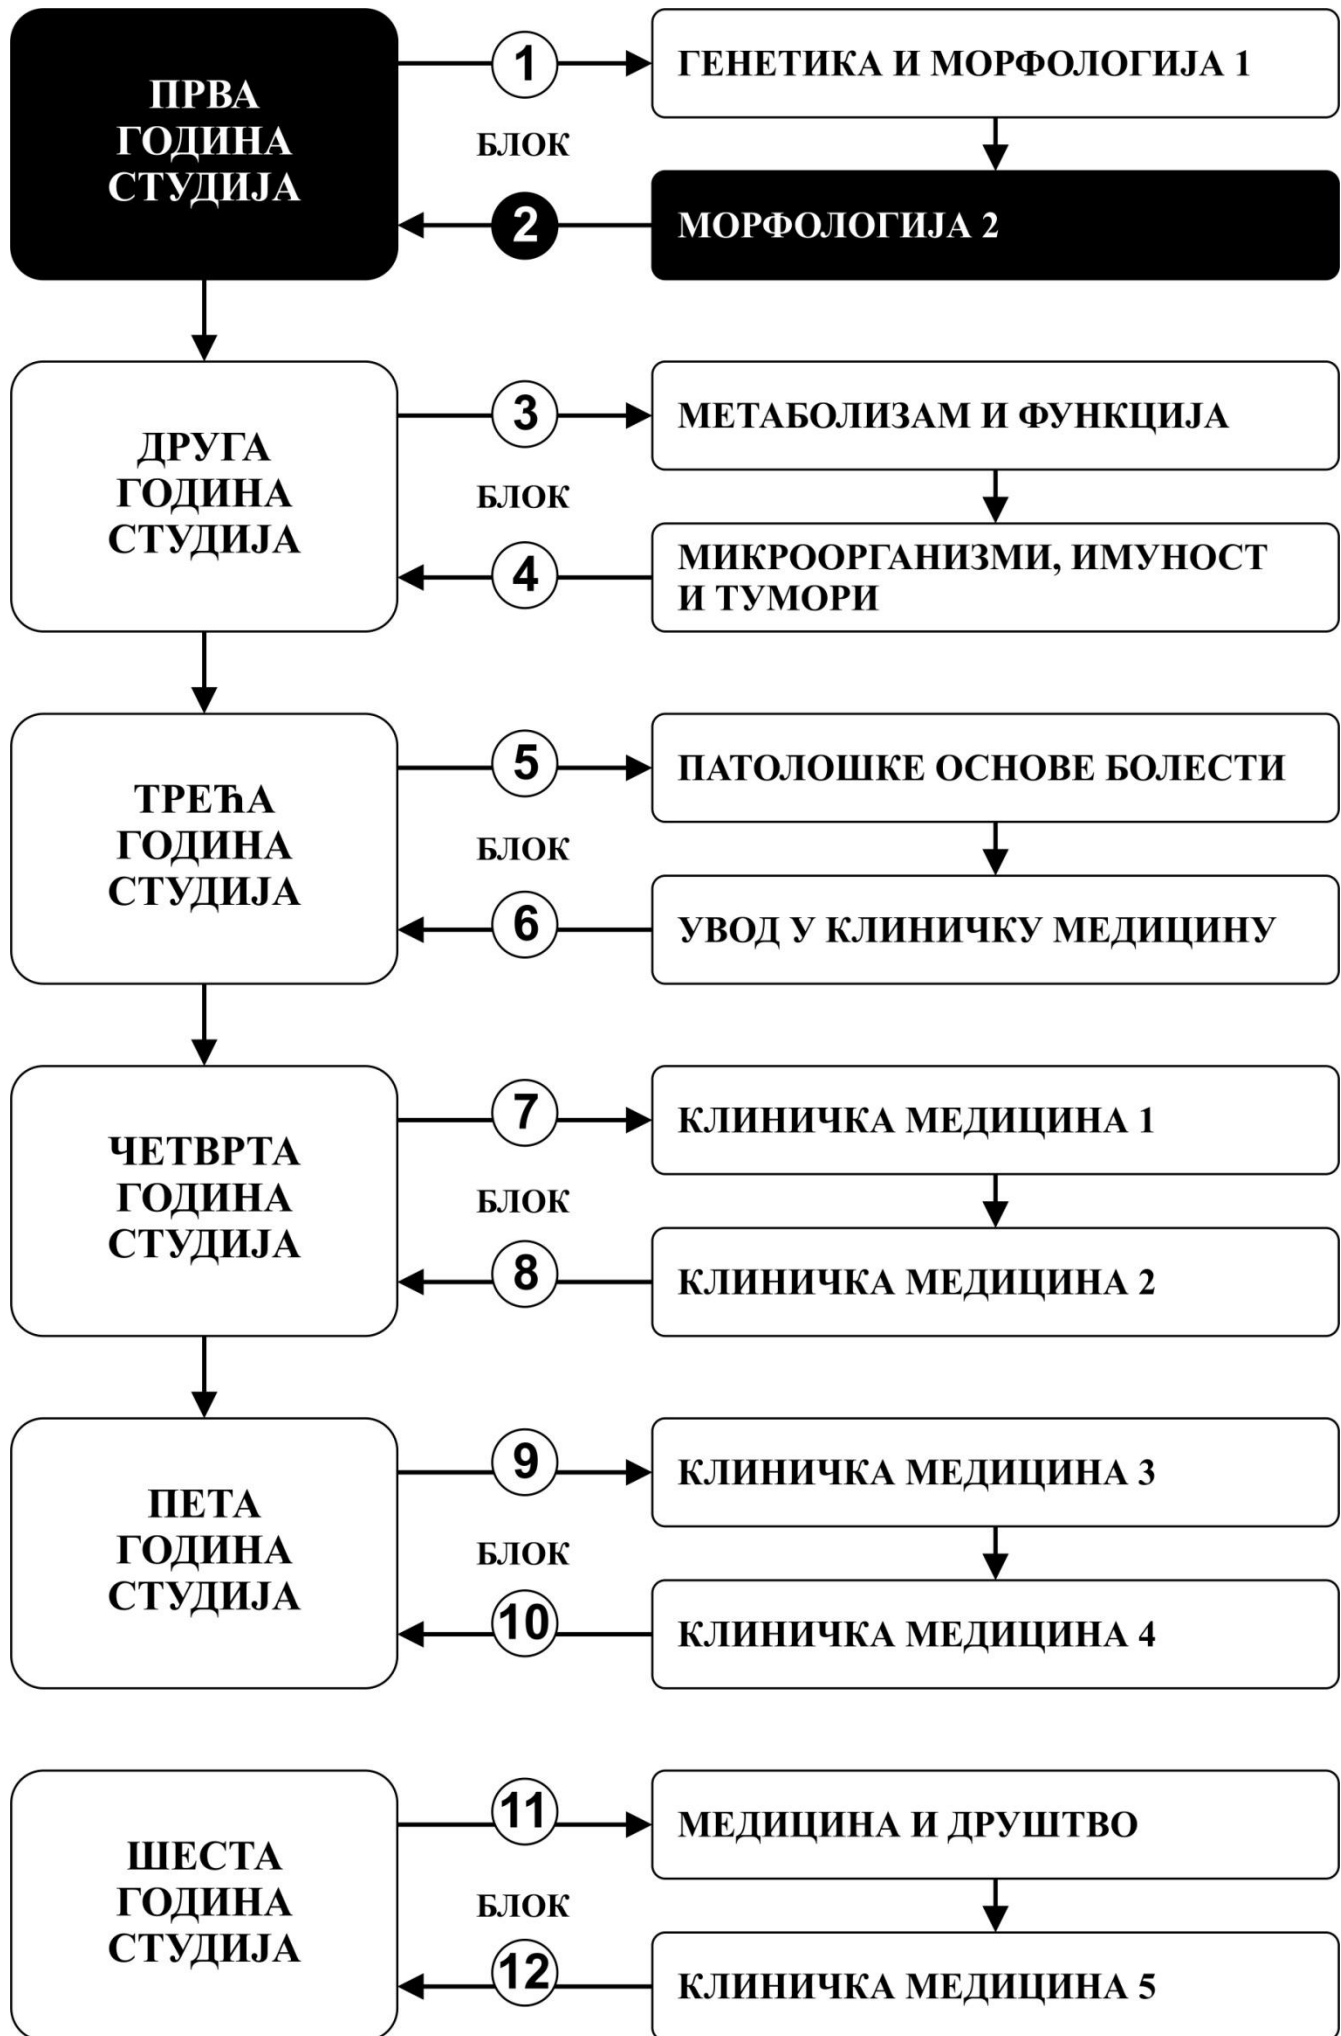 ПРВА
ГОДИНА
СТУДИЈА
1
БЛОК
2
ГЕНЕТИКА И МОРФОЛОГИЈА 1
МОРФОЛОГИЈА 2
ДРУГА
ГОДИНА
СТУДИЈА
3
БЛОК
4
МЕТАБОЛИЗАМ И ФУНКЦИЈА
МИКРООРГАНИЗМИ, ИМУНОСТ
И ТУМОРИ
ТРЕЋА
ГОДИНА
СТУДИЈА
5
БЛОК
6
ПАТОЛОШКЕ ОСНОВЕ БОЛЕСТИ
УВОД У КЛИНИЧКУ МЕДИЦИНУ
ЧЕТВРТА
ГОДИНА
СТУДИЈА
7
БЛОК
8
КЛИНИЧКА МЕДИЦИНА 1
КЛИНИЧКА МЕДИЦИНА 2
ПЕТА
ГОДИНА
СТУДИЈА
9
БЛОК
10
КЛИНИЧКА МЕДИЦИНА 3
КЛИНИЧКА МЕДИЦИНА 4
ШЕСТА
ГОДИНА
СТУДИЈА
11
БЛОК
12
МЕДИЦИНА И ДРУШТВО
КЛИНИЧКА МЕДИЦИНА 5